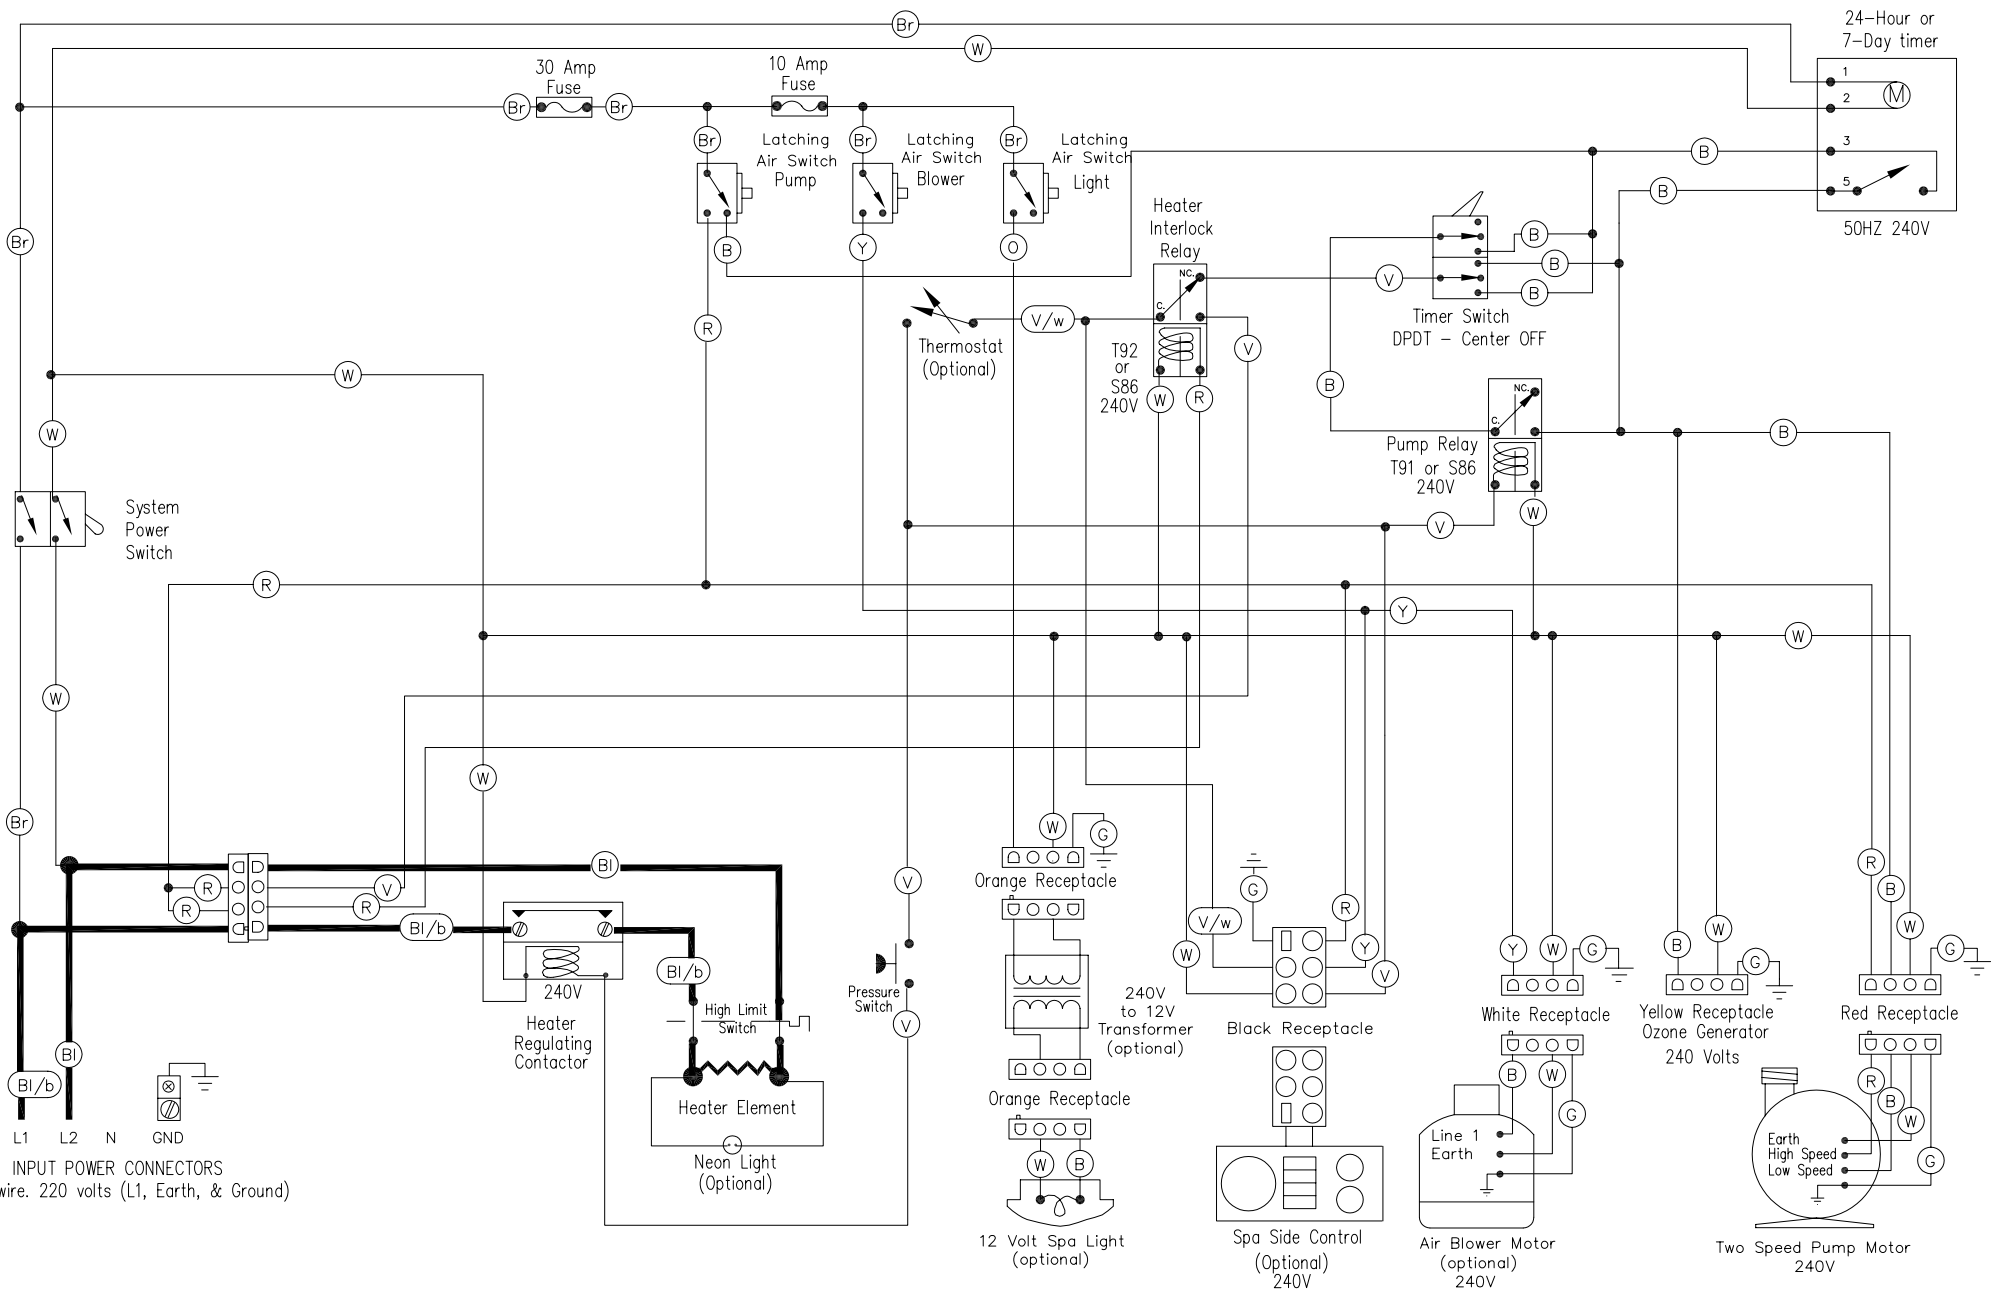 Br
24-Hour or
7-Day timer
W
30 Amp
Fuse
10 Amp
Fuse
1
M
2
Br
Br
3
5
50HZ 240V
Br
Latching
Air Switch
Pump
Br
Latching
Air Switch
Blower
Br
Latching
Air Switch
Light
B
B
R
B
Y
O
Heater
Interlock
Relay
NC.
C.
T92
or
S86
240V
W
R
V
V
B
B
B
Timer Switch
DPDT - Center OFF
V/w
Thermostat
(Optional)
B
NC.
C.
Pump Relay
T91 or S86
240V
B
V
W
Br
W
W
System
Power
Switch
R
Y
W
W
W
Br
Bl
R
V
R
R
Bl/b
Bl/b
240V
Heater
Regulating
Contactor
High Limit
Switch
Heater Element
Neon Light
(Optional)
V
Pressure
Switch
V
Bl
Bl/b
L1
L2
N
GND
INPUT POWER CONNECTORS
wire. 220 volts (L1, Earth, & Ground)
W
G
Orange Receptacle
240V
to 12V
Transformer
(optional)
Orange Receptacle
W
B
12 Volt Spa Light
(optional)
G
V/w
W
R
Y
V
Black Receptacle
Spa Side Control
(Optional)
240V
Y
W
G
White Receptacle
B
W
G
Line 1
Earth
Air Blower Motor
(optional)
240V
B
W
G
Yellow Receptacle
Ozone Generator
240 Volts
R
B
W
G
Red Receptacle
R
B
W
G
Earth
High Speed
Low Speed
Two Speed Pump Motor
240V